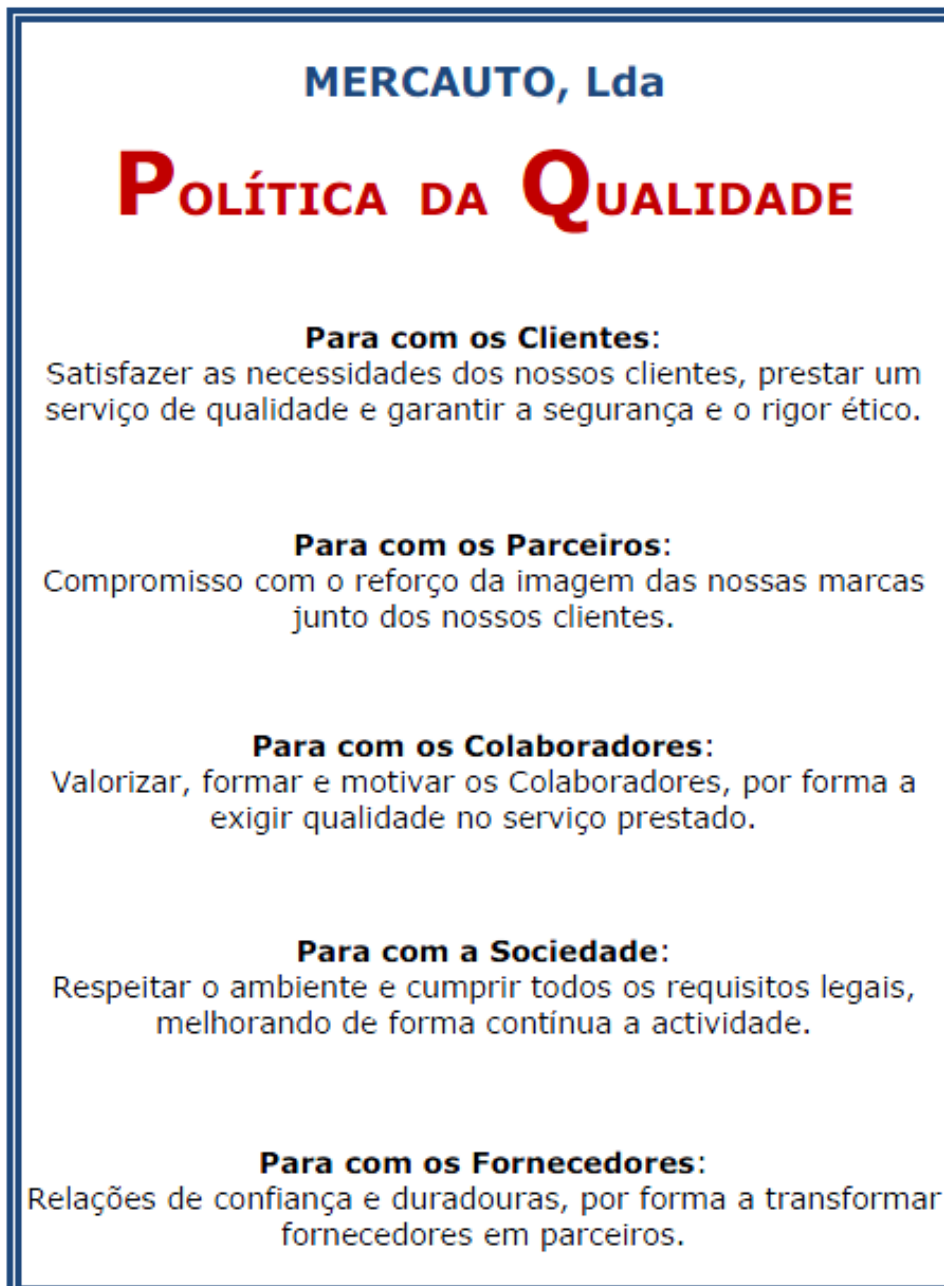 MERCAUTO, Lda
POLÍTICA DA QUALIDADE
Para com os Clientes:
Satisfazer as necessidades dos nossos clientes, prestar um
serviço de qualidade e garantir a segurança e o rigor ético.
Para com os Parceiros:
Compromisso com o reforço da imagem das nossas marcas
junto dos nossos clientes.
Para com os Colaboradores:
Valorizar, formar e motivar os Colaboradores, por forma a
exigir qualidade no serviço prestado.
Para com a Sociedade:
Respeitar o ambiente e cumprir todos os requisitos legais,
melhorando de forma contínua a actividade.
Para com os Fornecedores:
Relações de confiança e duradouras, por forma a transformar
fornecedores em parceiros.